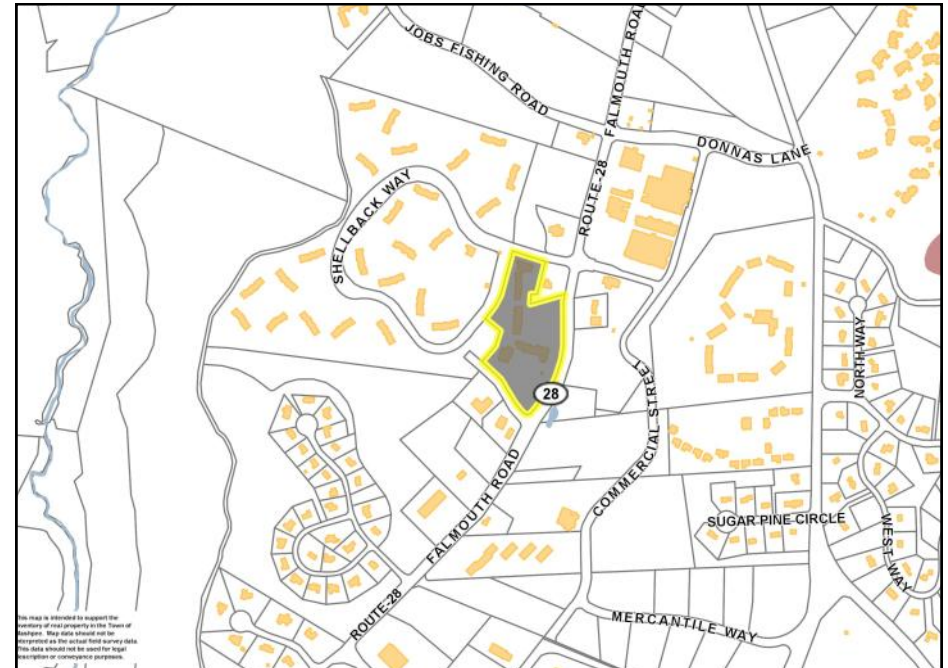 JOBS FISHING ROAD
FALMOUTH ROAD
ROUTE-28
DONNAS LANE
SHELLBACK WAY
28
NORTH WAY
COMMERCIAL STREET
FALMOUTH ROAD
ROUTE-28
SUGAR PINE CIRCLE
WEST WAY
MERCANTILE WAY
This map is intended to support the
inventory of real property in the Town of
Mashpee. Map data should not be
interpreted as the actual field survey data.
This data should not be used for legal
description or conveyance purposes.